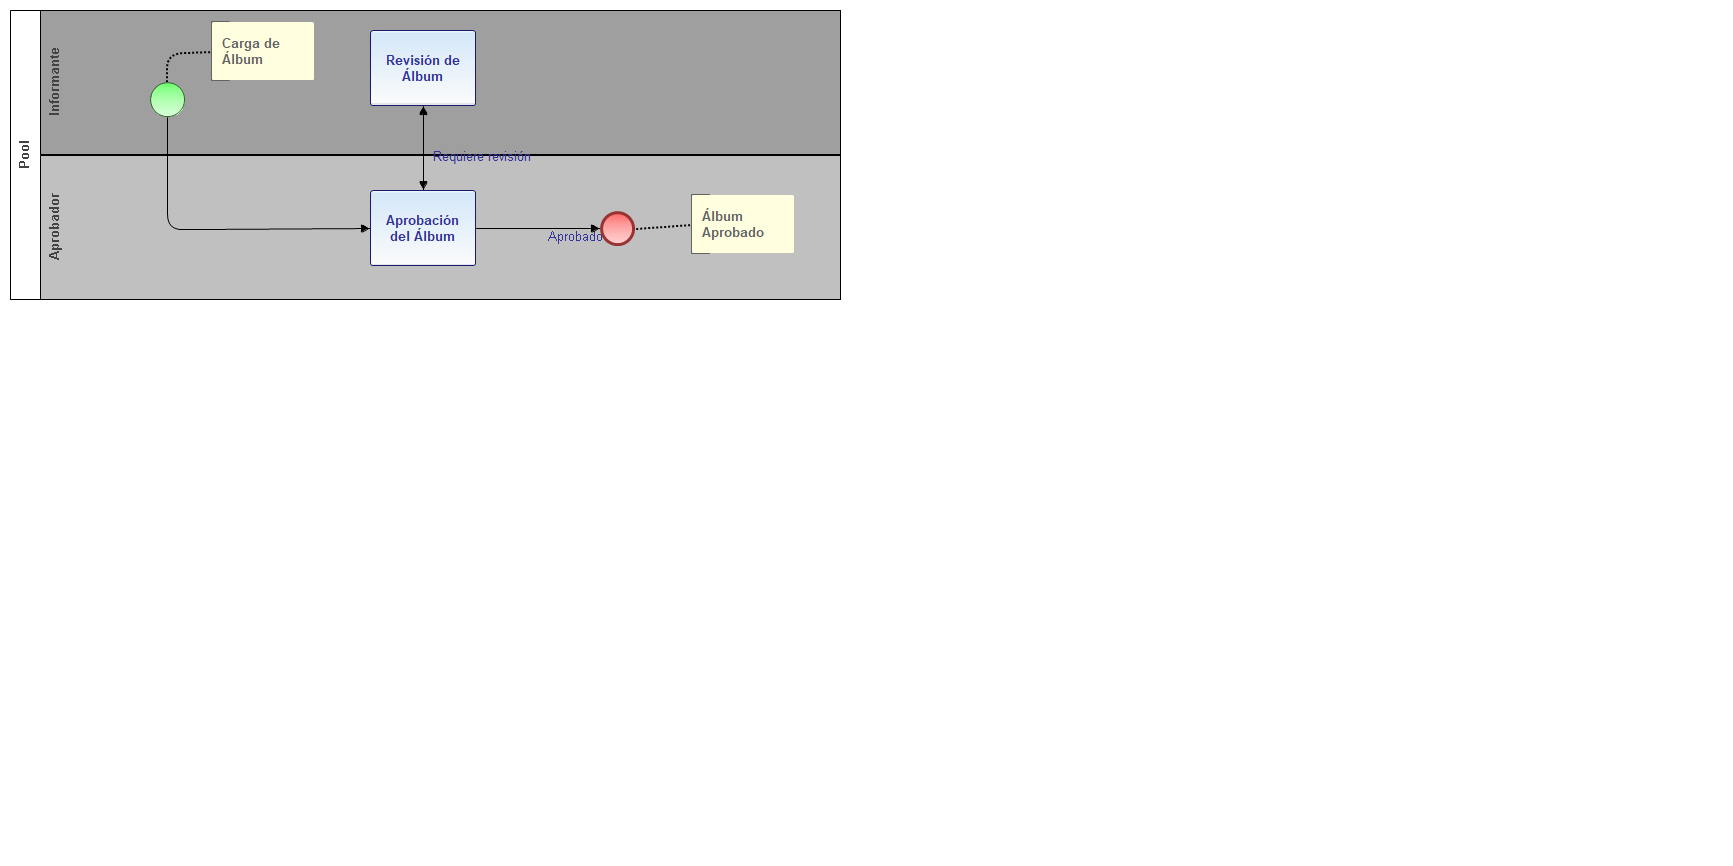 Pool
Informante
Carga de
Álbum
Revisión de
Álbum
Requiere revisión
Aprobador
Aprobación
del Álbum
Aprobado
Álbum
Aprobado